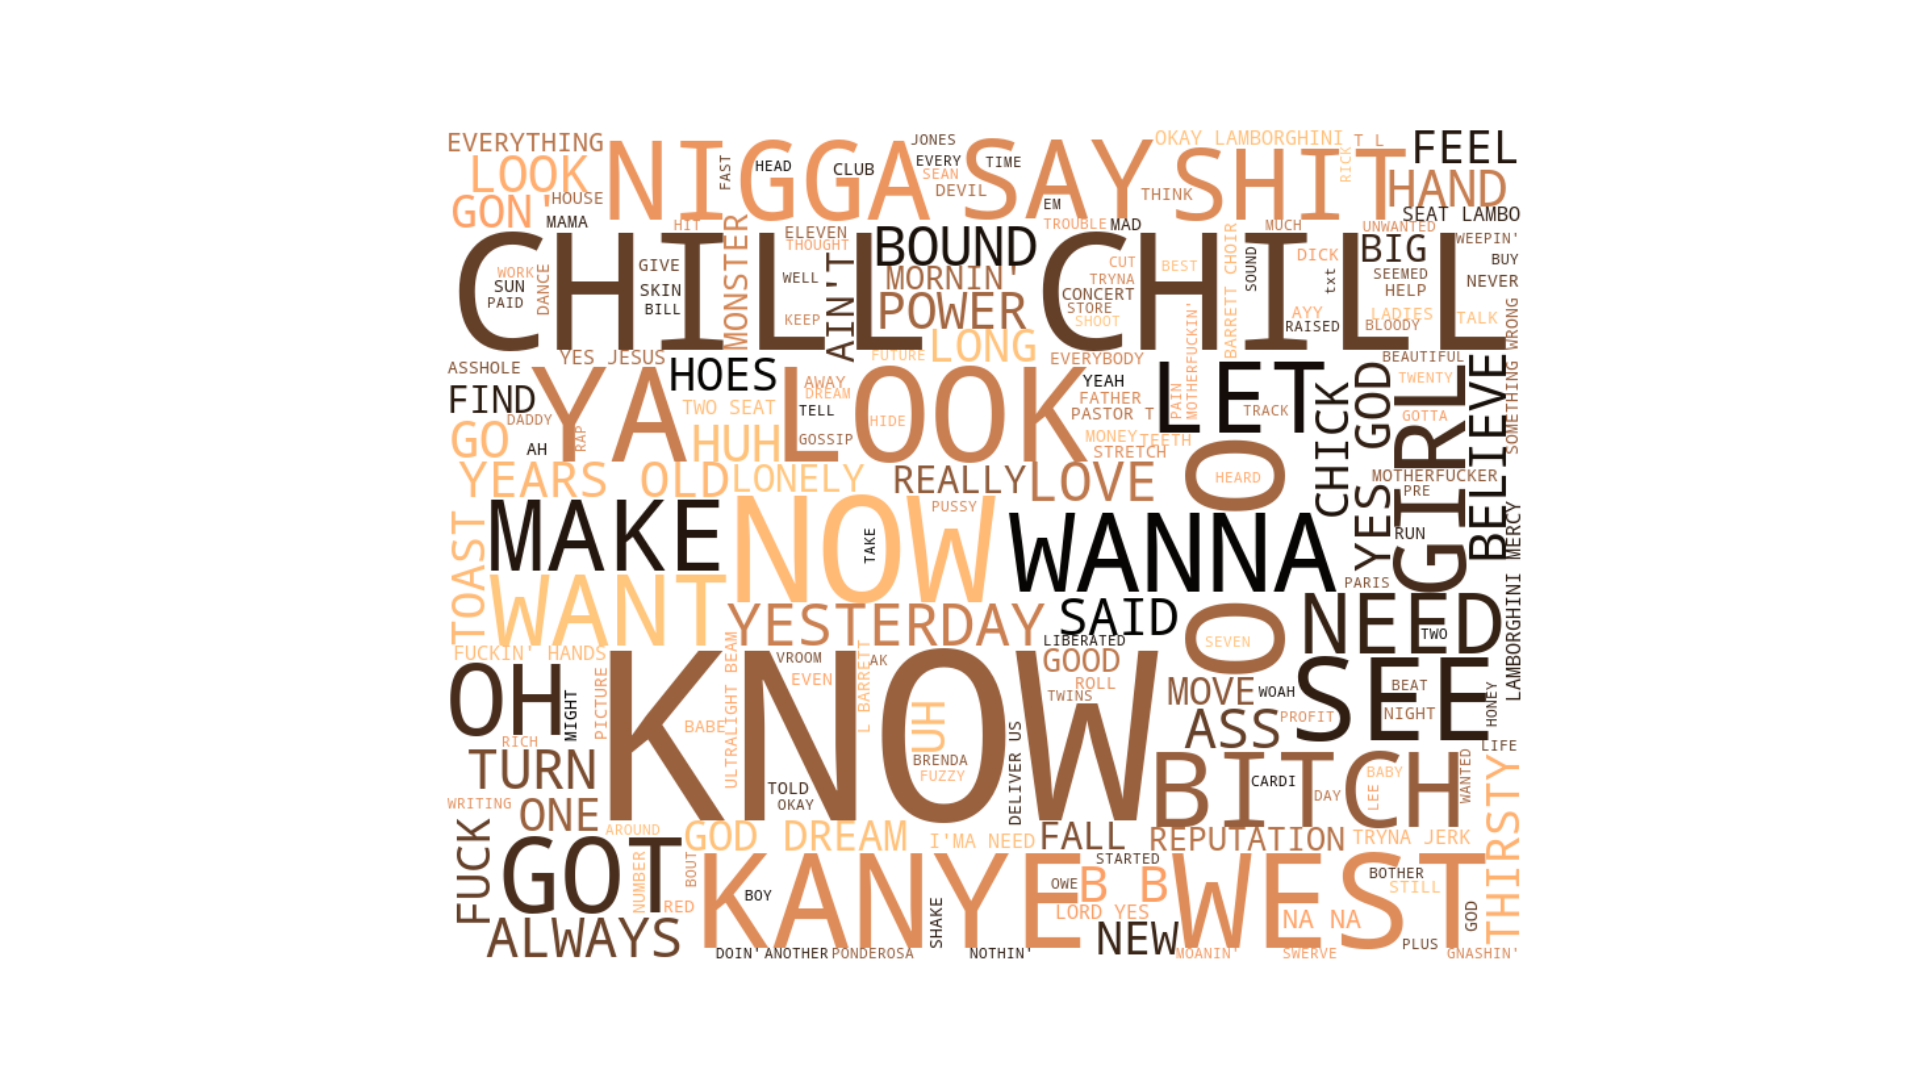 EVERYTHING
NIGGA
SAY
SHIT
JONES
OKAY LAMBORGHINI
T L
FEEL
LOOK
FAST
HEAD
CLUB
EVERY
SEAN
DEVIL
TIME
THINK
RICK
HAND
GON'
HOUSE
MAMA
HIT
EM
TROUBLE
MAD
MUCH
UNWANTED
SEAT LAMBO
CHILL CHILL
MONSTER
ELEVEN
THOUGHT
BOUND
BARRETT CHOIR
BIG
WEEPIN'
WORK
SUN
PAID
DANCE
GIVE
SKIN
BILL
WELL
KEEP
AIN'T
MORNIN'
POWER
CUT
TRYNA
CONCERT
STORE
SHOOT
BEST
SOUND
DICK
txt
AYY
RAISED
SEEMED
HELP
LADIES
BLOODY
BUY
NEVER
TALK
SOMETHING WRONG
FUTURE
LONG
MOTHERFUCKIN'
ASSHOLE
YES JESUS
HOES
EVERYBODY
BEAUTIFUL
FIND
DADDY
YA
LOOK
AWAY
DREAM
TELL
TWO SEAT
HIDE
YEAH
FATHER
PASTOR T
PAIN
LET
TRACK
CHICK
YES GOD
GIRL
TWENTY
GOTTA
BELIEVE
GO
AH
RAP
HUH
GOSSIP
MONEY
TEETH
STRETCH
YEARS OLD
LONELY
REALLY
LOVE
O O
HEARD
MOTHERFUCKER
PRE
RUN
TOAST
MAKE
NOW
PUSSY
TAKE
WANNA
PARIS
LAMBORGHINI MERCY
WANT
YESTERDAY
SAID
LIBERATED
SEVEN
NEED
TWO
FUCKIN' HANDS
OH
MIGHT
PICTURE
KNOW
ULTRALIGHT BEAM
VROOM
EVEN
BABE
L BARRETT
AK
UH
GOOD
ROLL
TWINS
MOVE
WOAH
SEE
BEAT
NIGHT
HONEY
RICH
TURN
TOLD
OKAY
BRENDA
FUZZY
DELIVER US
ASS
PROFIT
LIFE
BITCH
CARDI
DAY
LEE
BABY
WANTED
THIRSTY
WRITING
ONE
AROUND
GOD DREAM
I'MA NEED
FALL
REPUTATION
TRYNA JERK
FUCK
GOT
NUMBER
BOUT
RED
KANYE WEST
BOY
STARTED
OWE
B B
BOTHER
STILL
LORD YES
NA NA
GOD
ALWAYS
SHAKE
NEW
PLUS
DOIN'
ANOTHER
PONDEROSA
NOTHIN'
MOANIN'
SWERVE
GNASHIN'